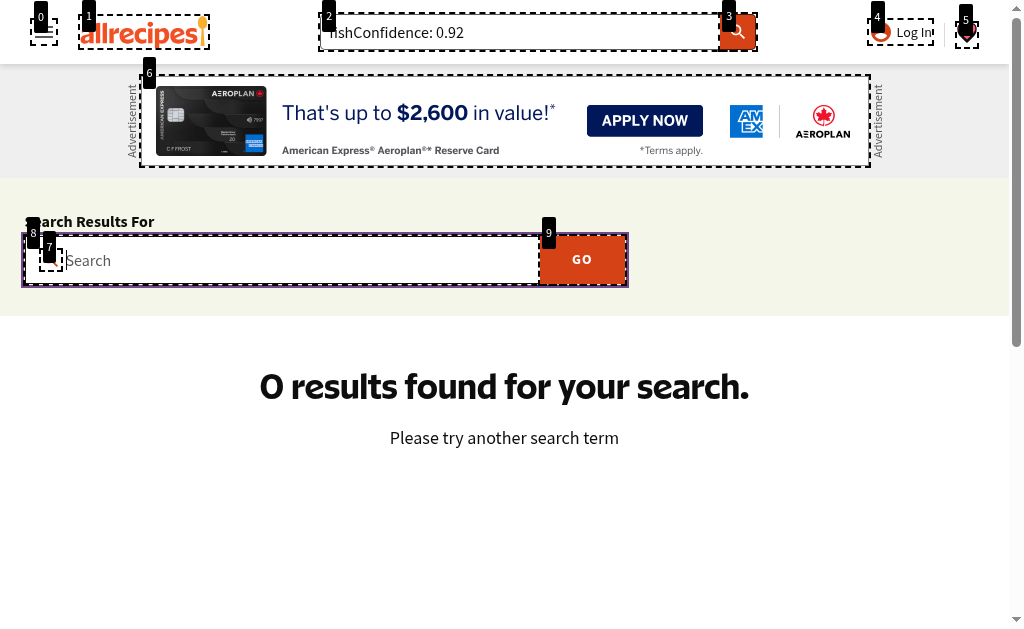 0
1
allrecipes
2
fishConfidence: 0.92
3
4
Log In
5
6
Advertisement
AMERICAN EXPRESS
AEROPLAN
7997
C F FROST
That's up to $2,600 in value!*
American Express® Aeroplan®* Reserve Card
APPLY NOW
*Terms apply.
AM
EX
AEROPLAN
Advertisement
Search Results For
8
7
Search
9
GO
0 results found for your search.
Please try another search term